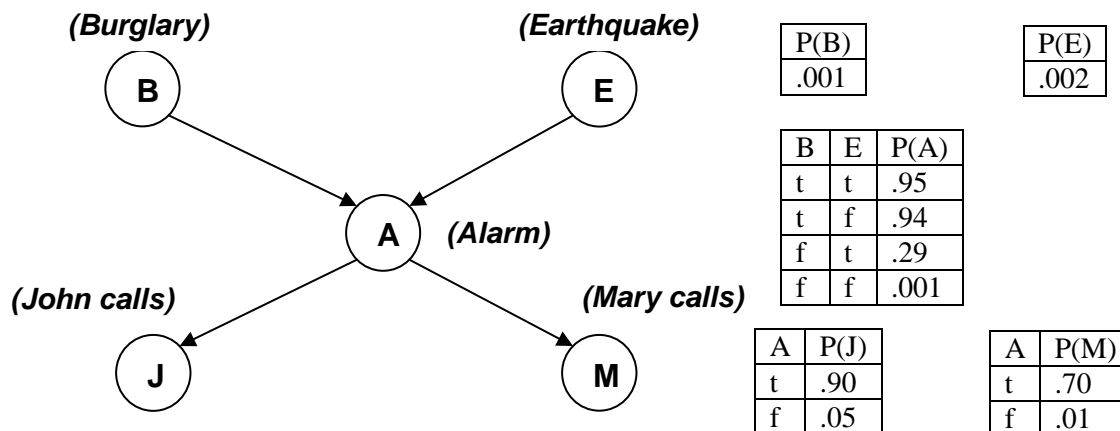 (Burglary)
(Earthquake)
B
E
A
(Alarm)
(John calls)
(Mary calls)
J
M
P(B)
.001
P(E)
.002
B E P(A)
t t .95
t f .94
f t .29
f f .001
A P(J)
t .90
f .05
A P(M)
t .70
f .01